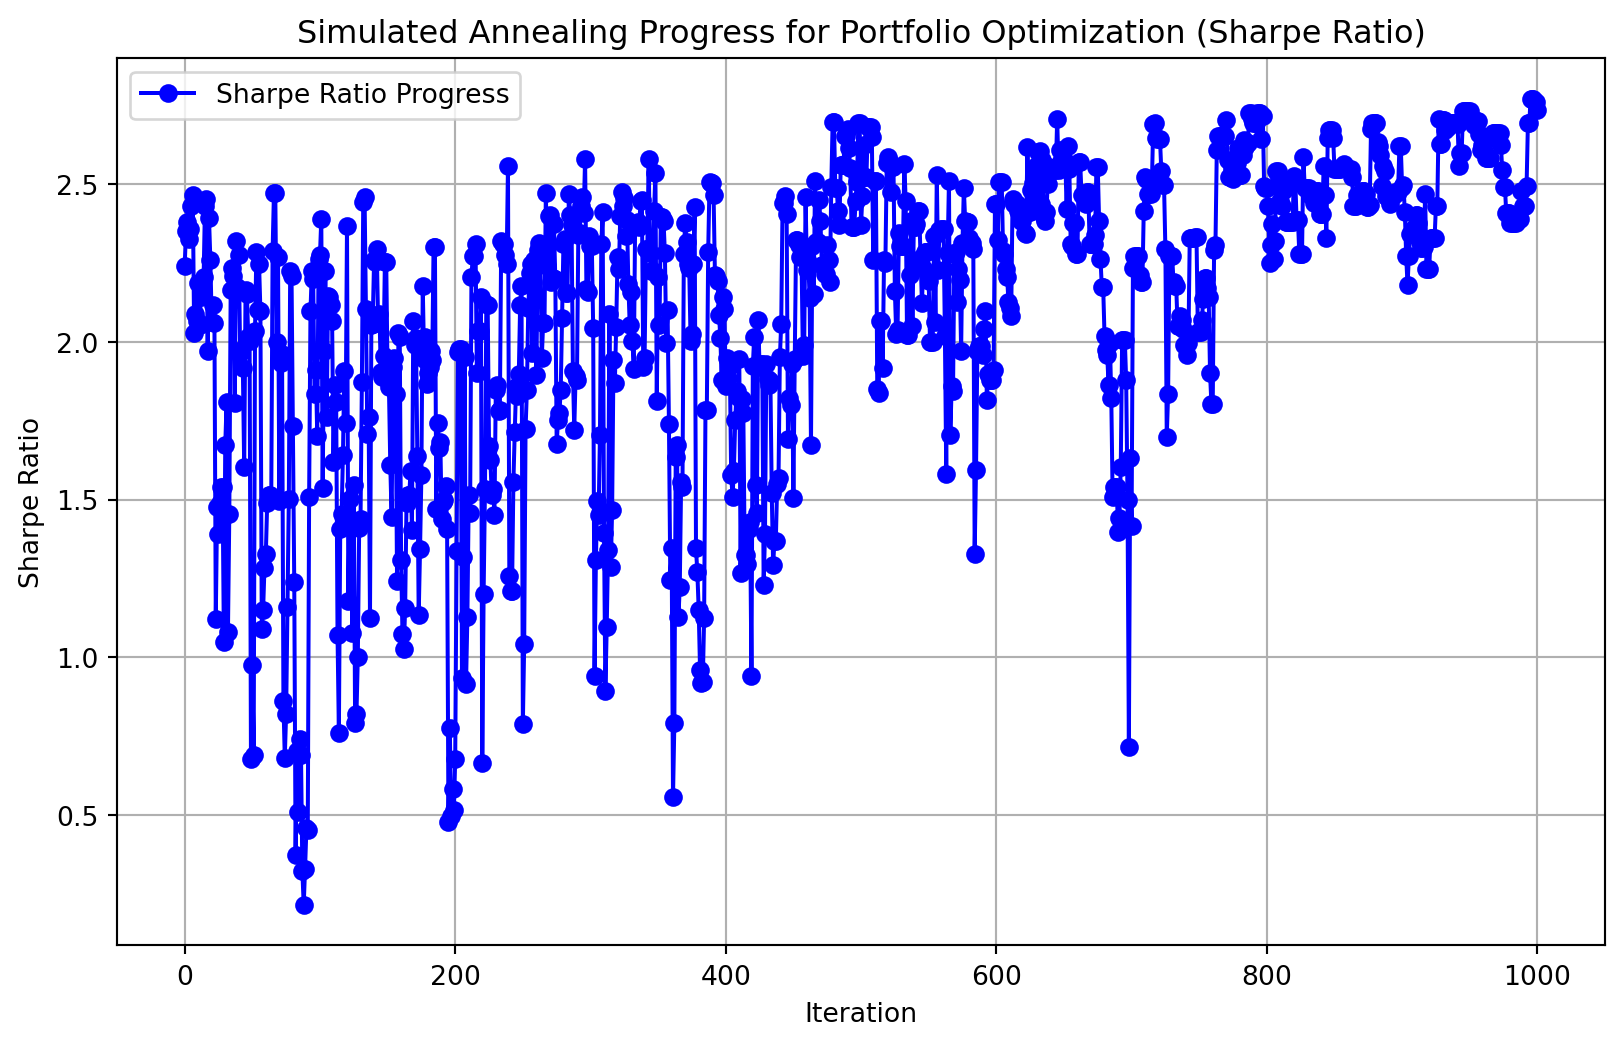 Simulated Annealing Progress for Portfolio Optimization (Sharpe Ratio)
Sharpe Ratio Progress
2.5
2.0
1.5
1.0
0.5
Sharpe Ratio
0 200 400 600 800 1000
Iteration